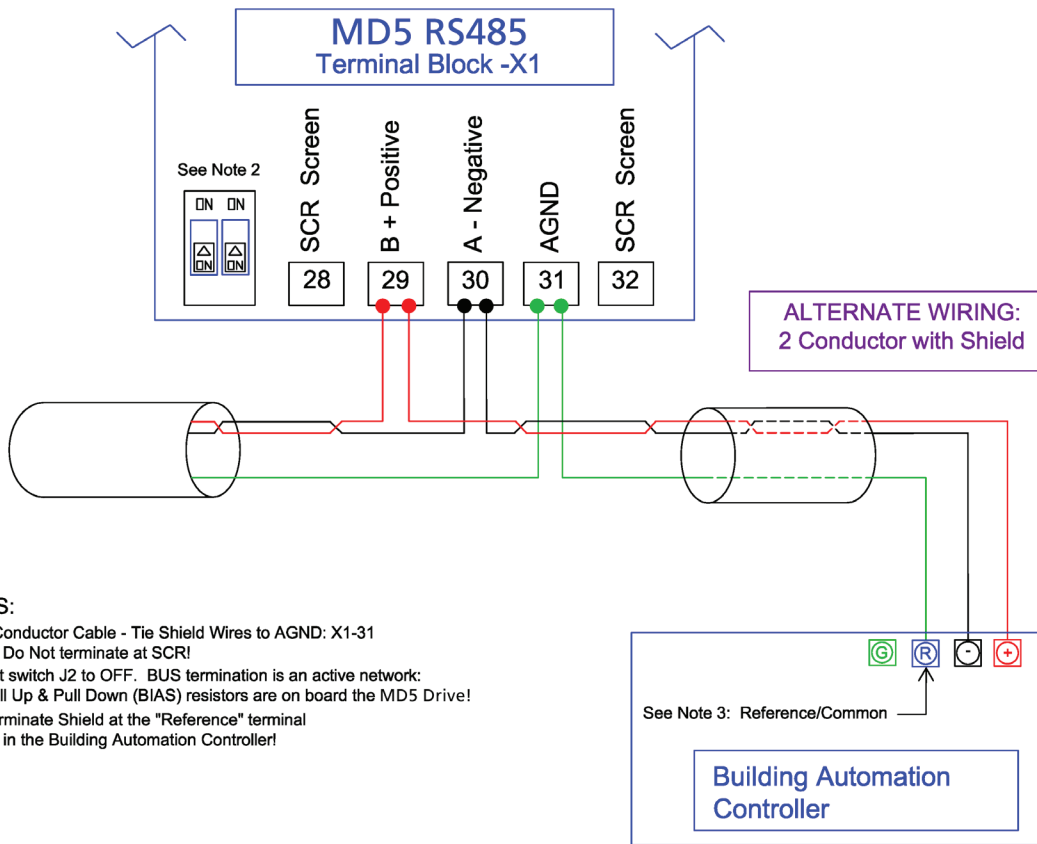 MD5 RS485
Terminal Block -X1
See Note 2
ON ON
ON ON
SCR Screen
B + Positive
A - Negative
AGND
SCR Screen
28 29 30 31 32
ALTERNATE WIRING:
2 Conductor with Shield
S:
Conductor Cable - Tie Shield Wires to AGND: X1-31
Do Not terminate at SCR!
t switch J2 to OFF. BUS termination is an active network:
ll Up & Pull Down (BIAS) resistors are on board the MD5 Drive!
rminate Shield at the "Reference" terminal
in the Building Automation Controller!
G R - +
See Note 3: Reference/Common
Building Automation
Controller